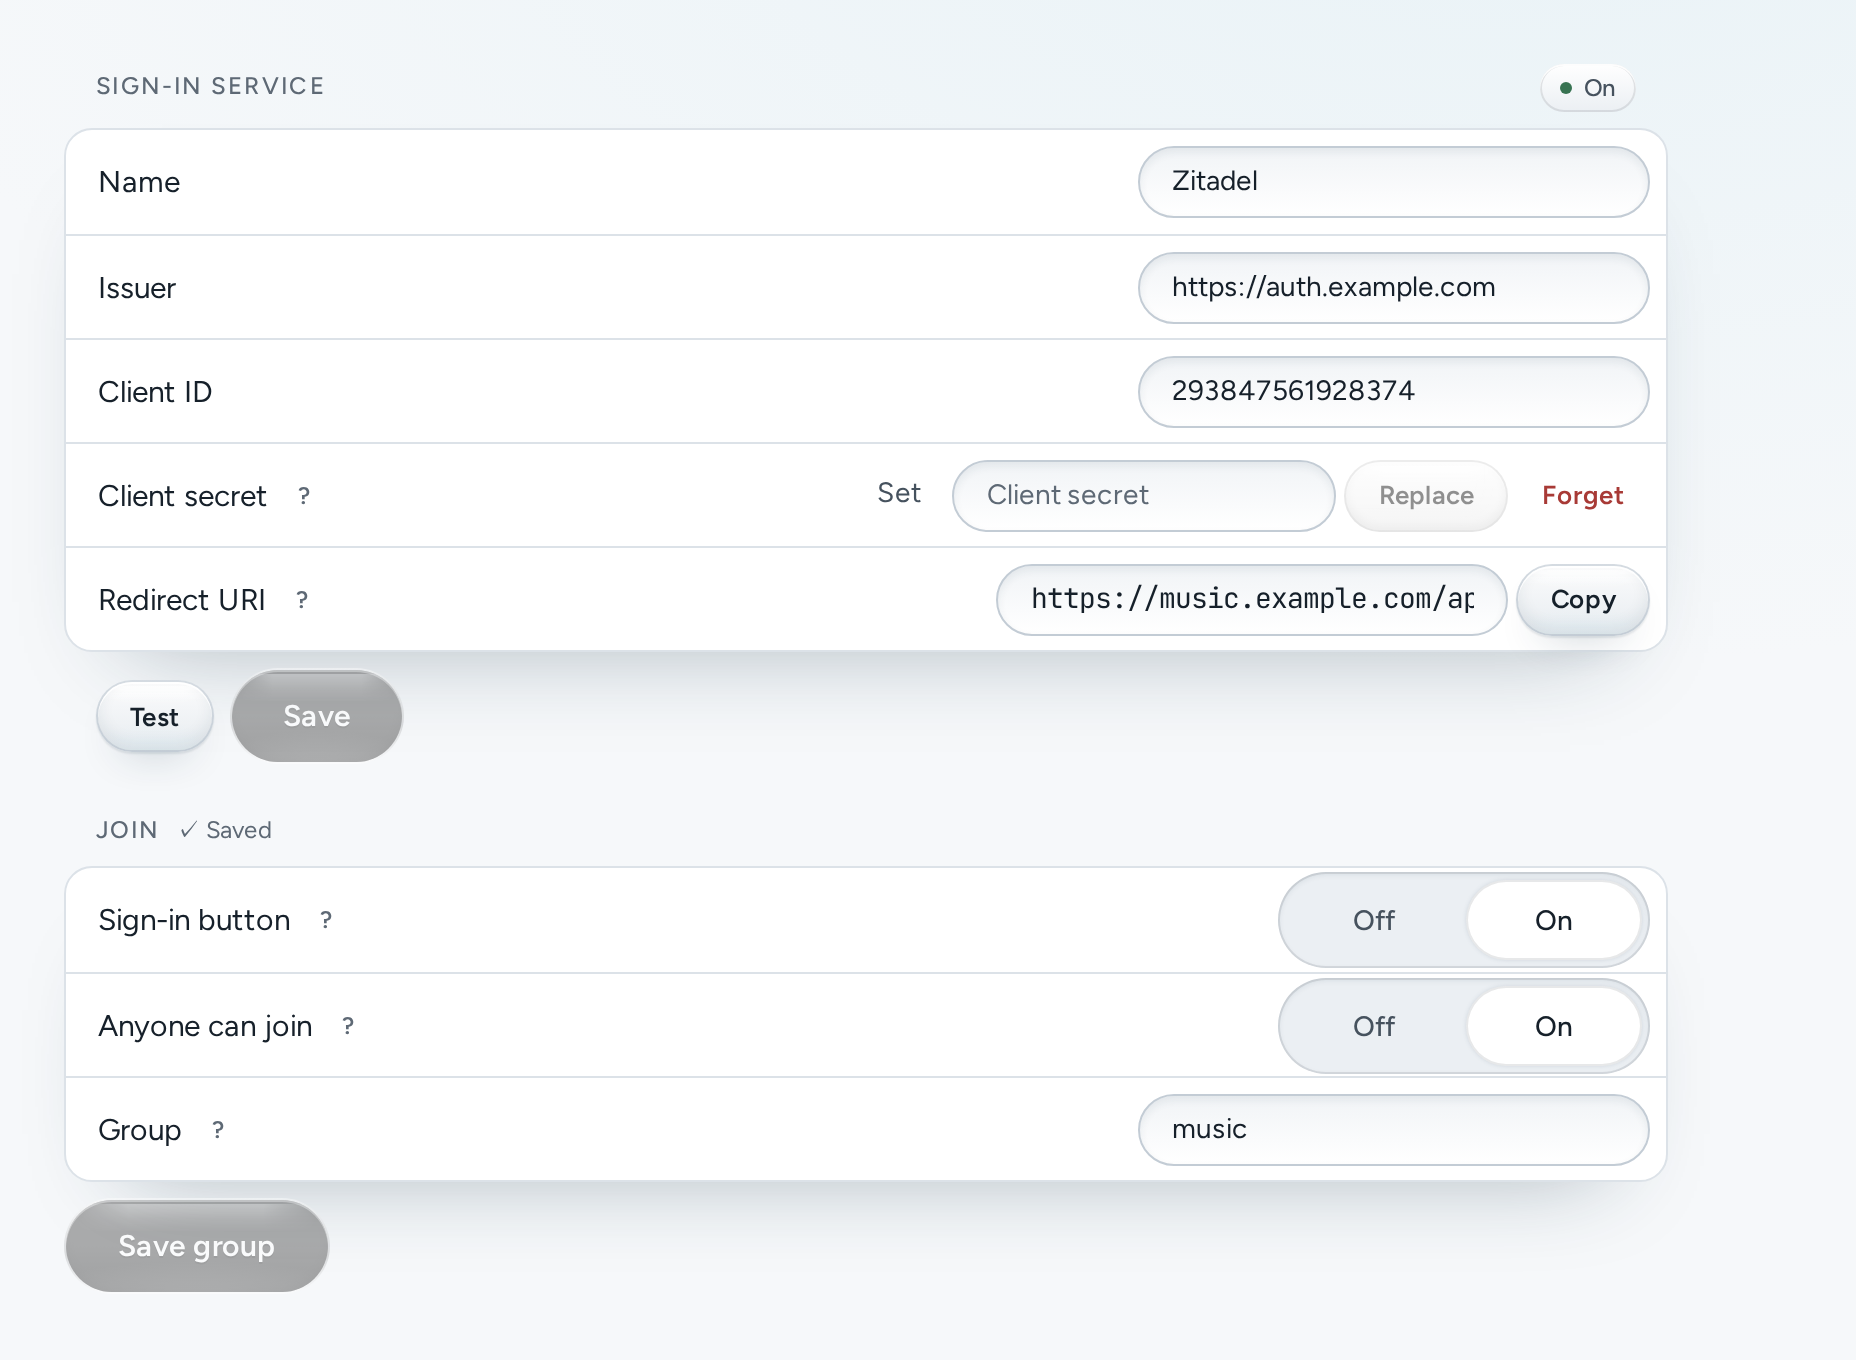 SIGN-IN SERVICE
On
Name
Zitadel
Issuer
https://auth.example.com
Client ID
293847561928374
Client secret ? Set Client secret Replace Forget
Redirect URI ? https://music.example.com/ap Copy
Test Save
JOIN ✓ Saved
Sign-in button ? Off On
Anyone can join ? Off On
Group ? music
Save group